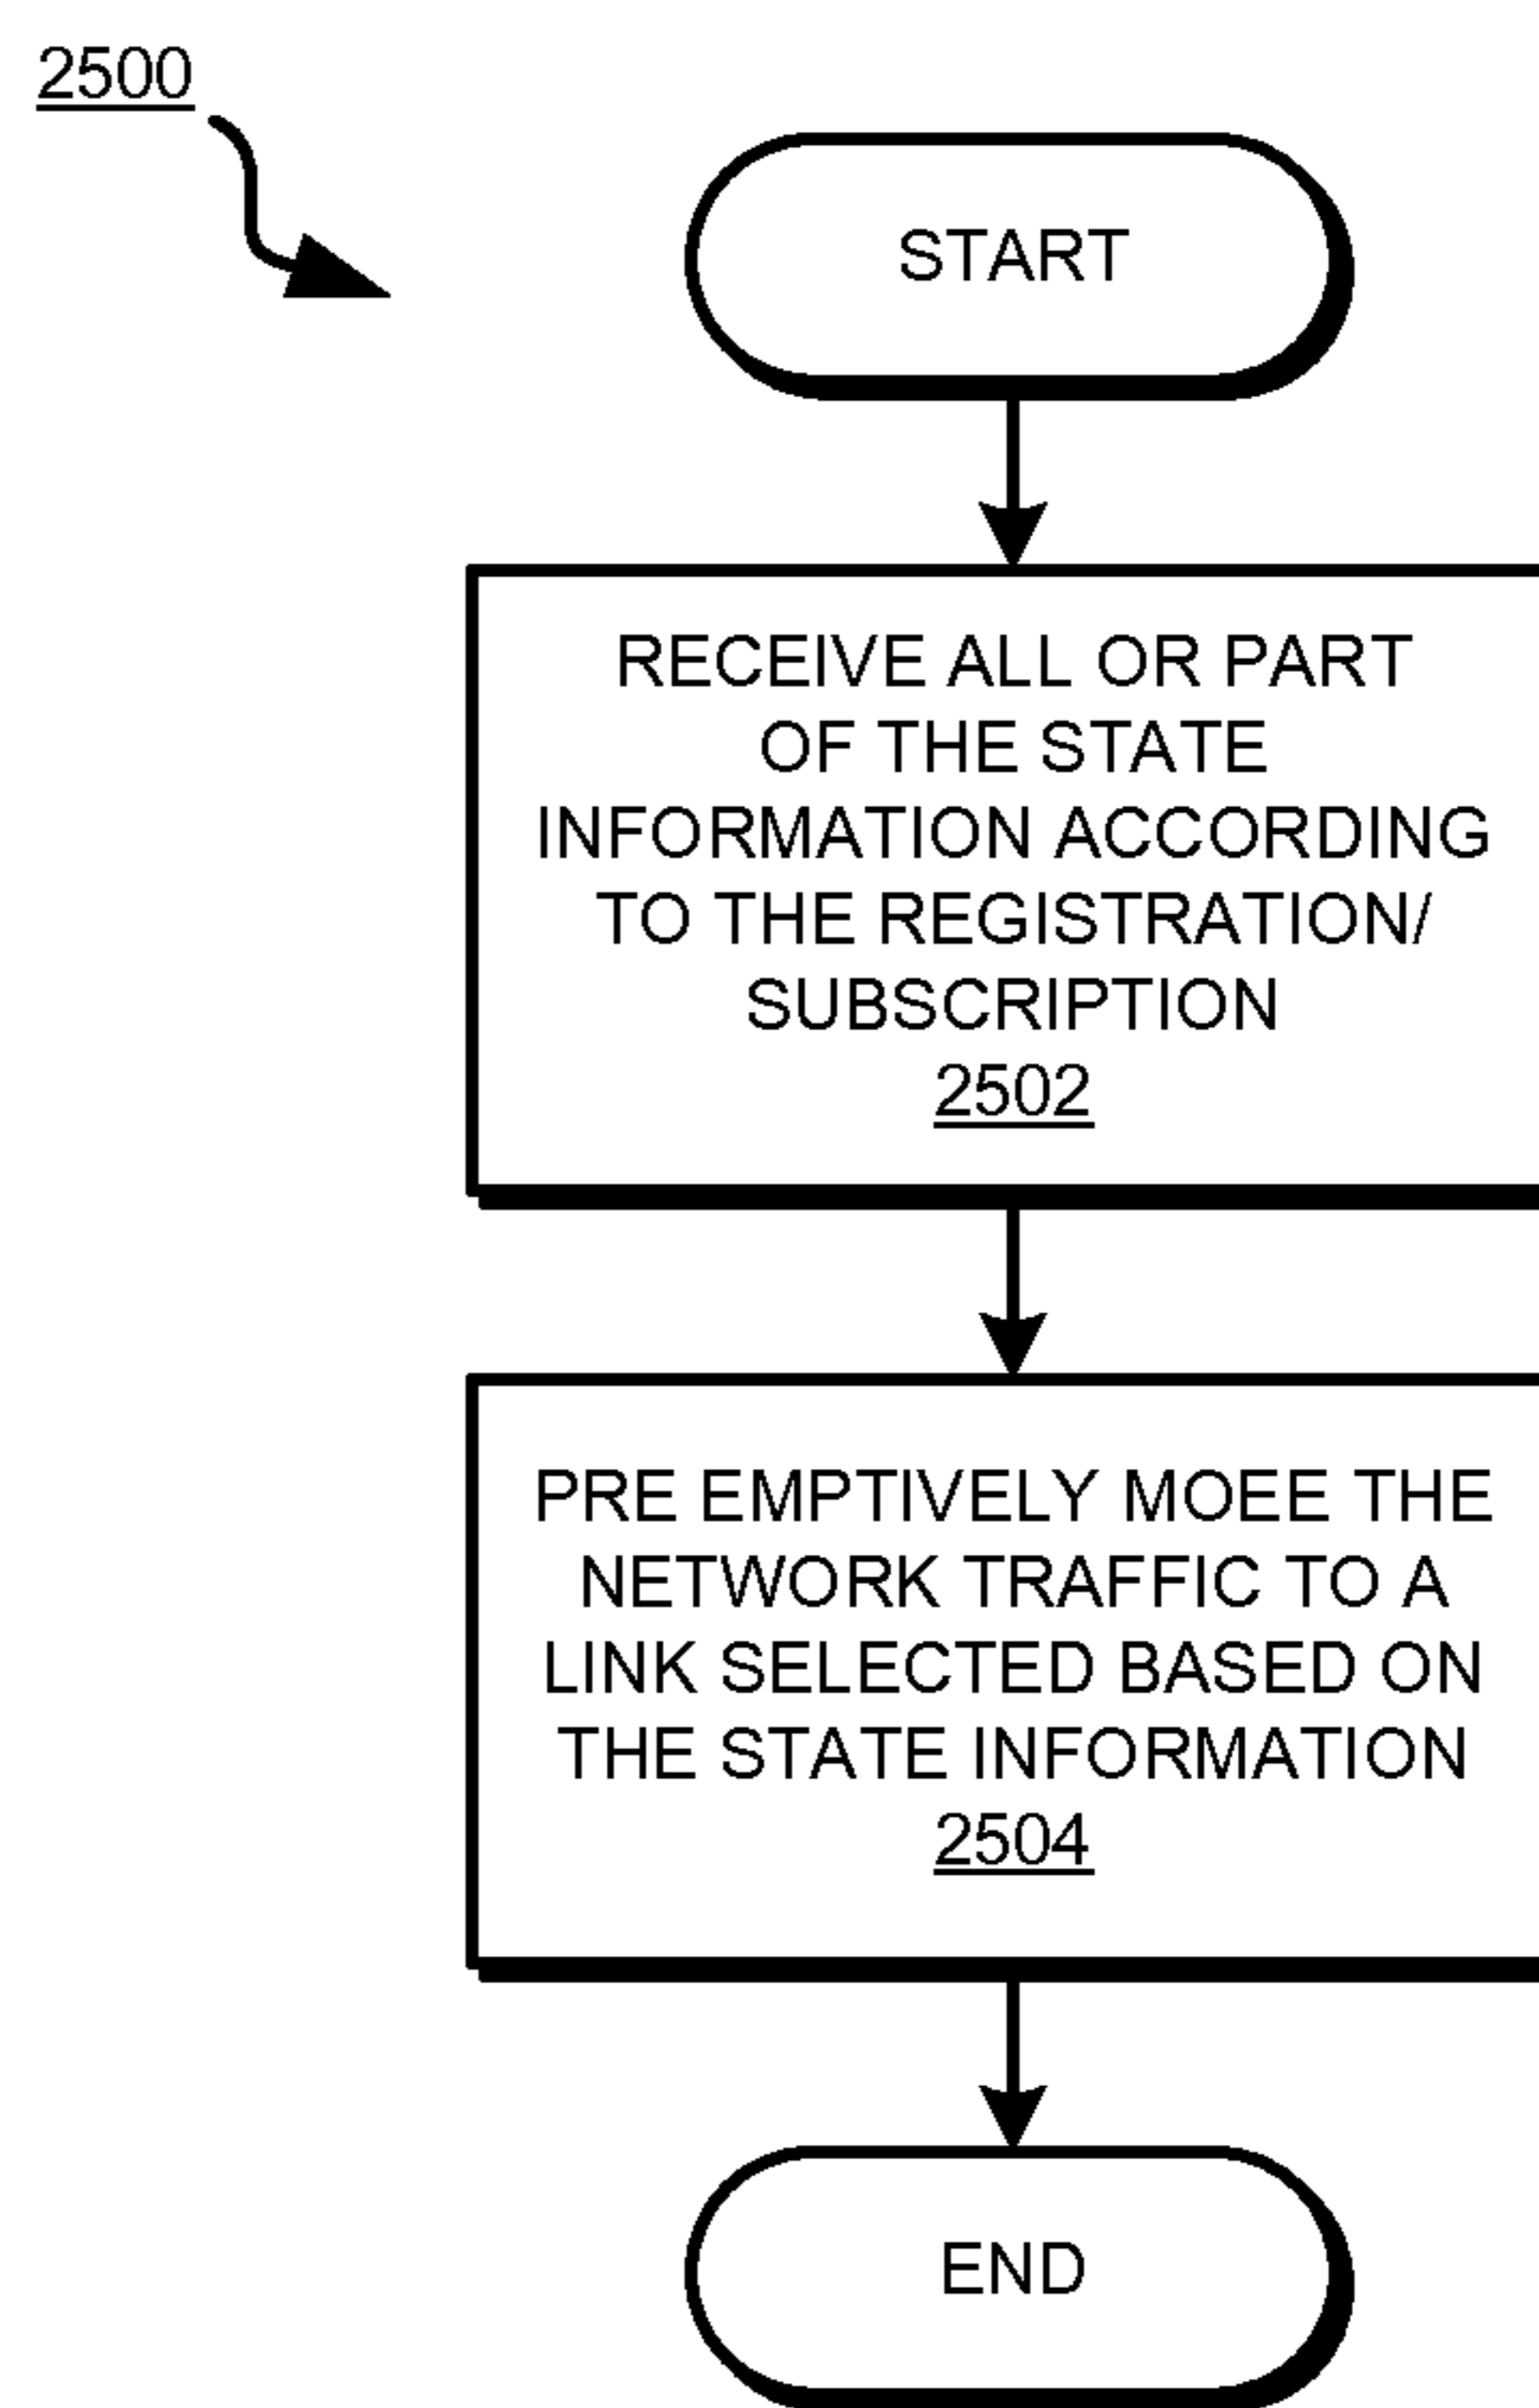 2500
START
RECEIVE ALL OR PART
OF THE STATE
INFORMATION ACCORDING
TO THE REGISTRATION/
SUBSCRIPTION
2502
PRE EMPTIVELY MOEE THE
NETWORK TRAFFIC TO A
LINK SELECTED BASED ON
THE STATE INFORMATION
2504
END